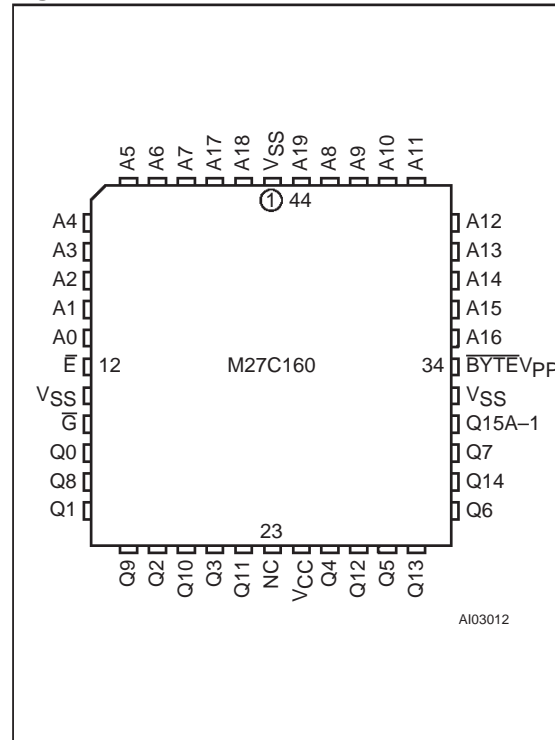 A5 A6 A7 A17 A18 VSS A19 A8 A9 A10 A11
1 44
A4
A3
A2
A1
A0
E̅
VSS
G̅
Q0
Q8
Q1
12
M27C160
34
A12
A13
A14
A15
A16
B̅Y̅T̅E̅VPP
VSS
Q15A–1
Q7
Q14
Q6
23
Q9 Q2 Q10 Q3 Q11 NC VCC Q4 Q12 Q5 Q13
AI03012